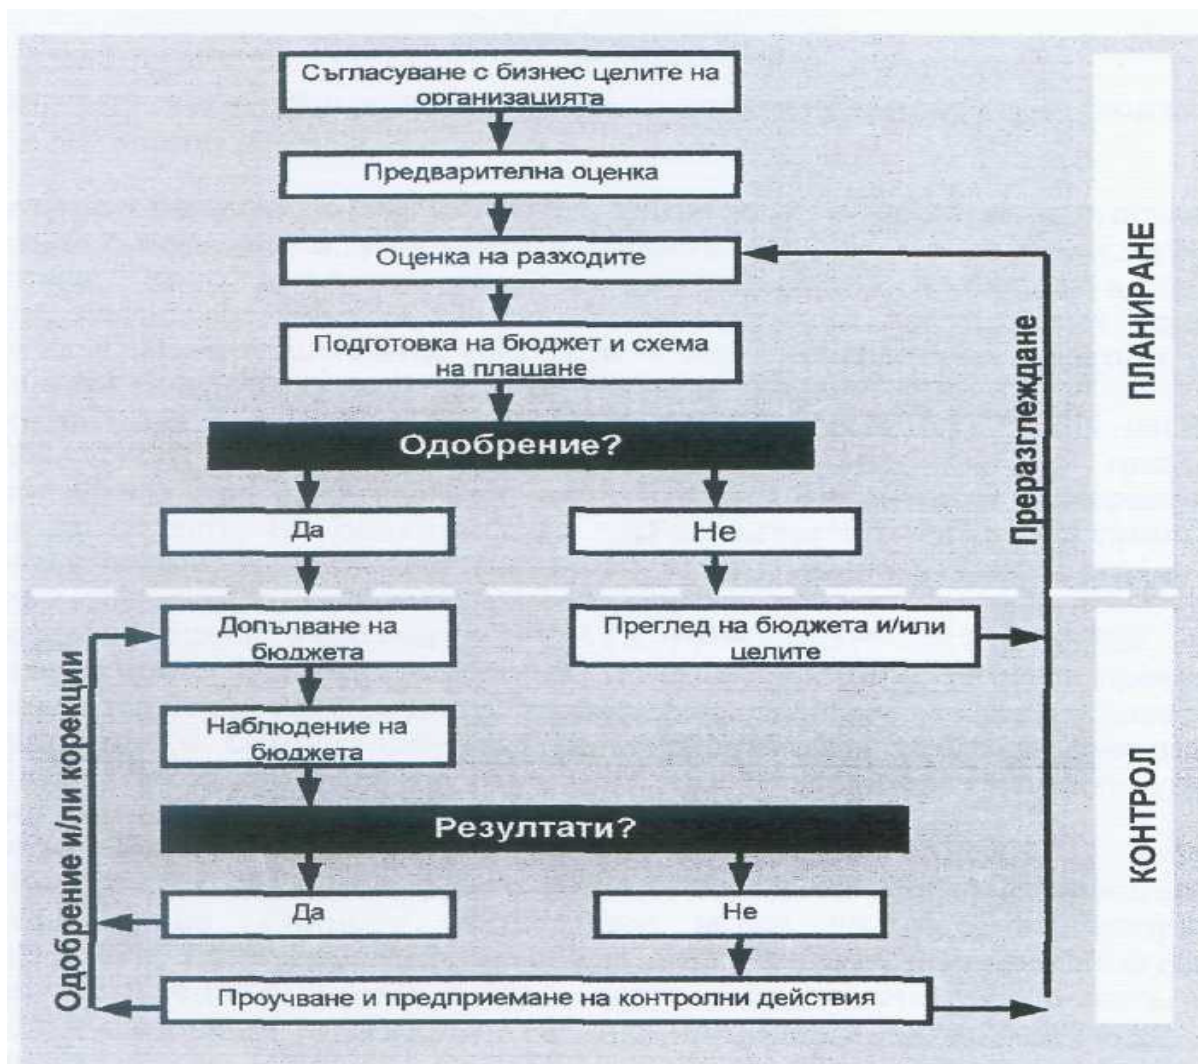 Съгласуване с бизнес целите на
организацията
Предварителна оценка
Оценка на разходите
Подготовка на бюджет и схема
на плащане
Одобрение?
Да
Не
Допълване на
бюджета
Преглед на бюджета и/или
целите
Наблюдение на
бюджета
Резултати?
Да
Не
Проучване и предприемане на контролни действия
Одобрение и/ли корекции
Преразглеждане
ПЛАНИРАНЕ
КОНТРОЛ